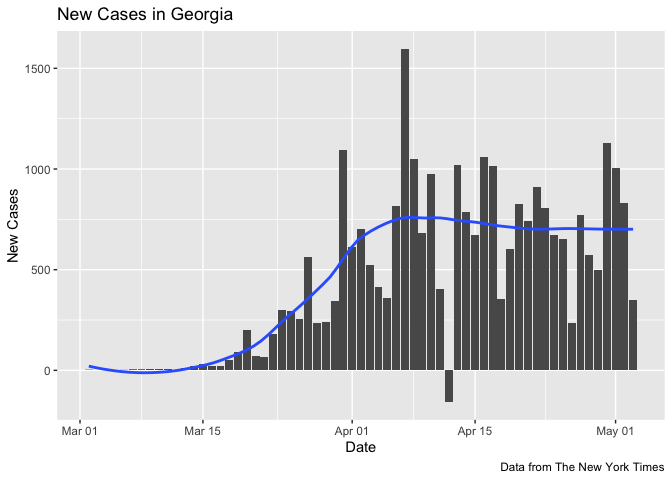 New Cases in Georgia
1500
1000
500
0
New Cases
Mar 01 Mar 15 Apr 01 Apr 15 May 01
Date
Data from The New York Times